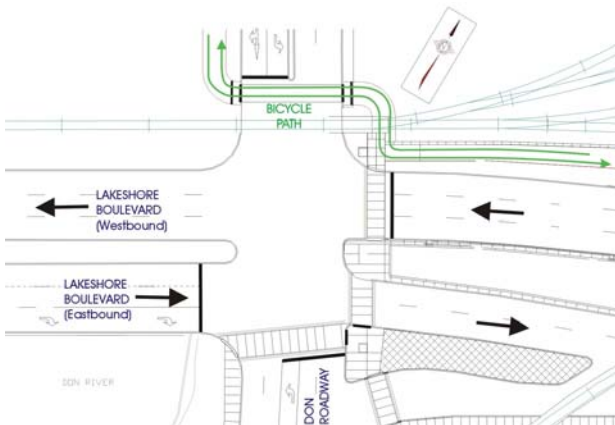 BICYCLE
PATH
LAKESHORE
BOULEVARD
(Westbound)
LAKESHORE
BOULEVARD
(Eastbound)
DON RIVER
DON
ROADWAY